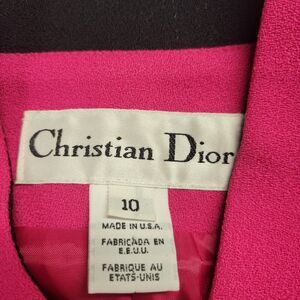 Christian Dior
10
MADE IN U.S.A.
FABRICADA EN
E.E.U.U.
FABRIQUE AU
ETATS-UNIS